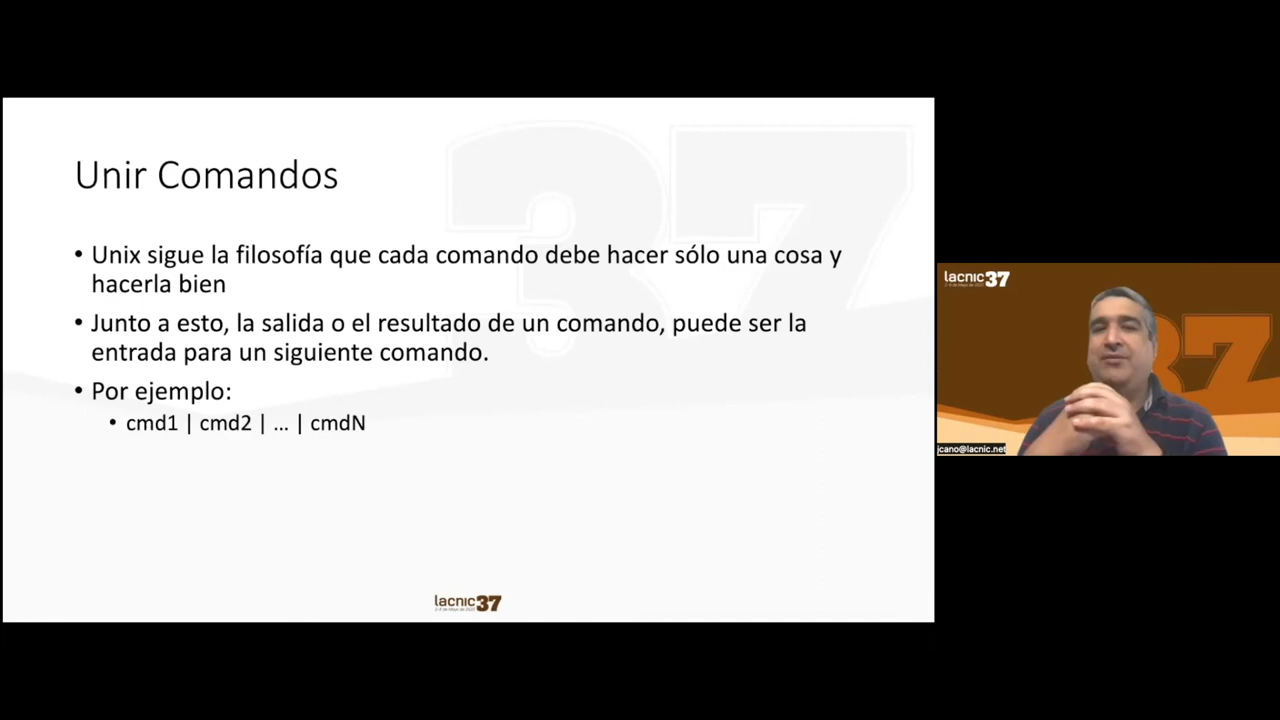 Unir Comandos
• Unix sigue la filosofía que cada comando debe hacer sólo una cosa y
hacerla bien
• Junto a esto, la salida o el resultado de un comando, puede ser la
entrada para un siguiente comando.
• Por ejemplo:
• cmd1 | cmd2 | ... | cmdN
lacnic37
lacnic37
37
jcano@lacnic.net
37